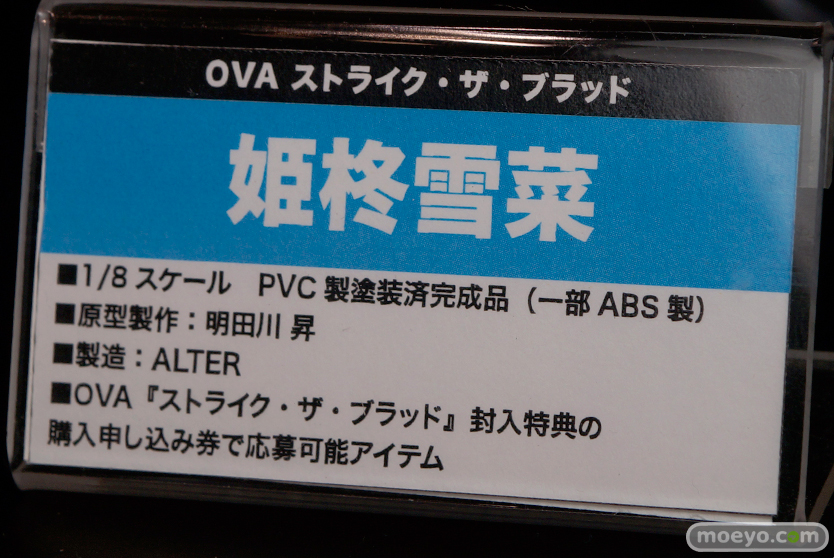 OVA ストライク・ザ・ブラッド
姫柊雪菜
■1/8 スケール　PVC 製塗装済完成品（一部 ABS 製）
■原型製作：明田川 昇
■製造：ALTER
■OVA『ストライク・ザ・ブラッド』封入特典の
購入申し込み券で応募可能アイテム
moeyo.com